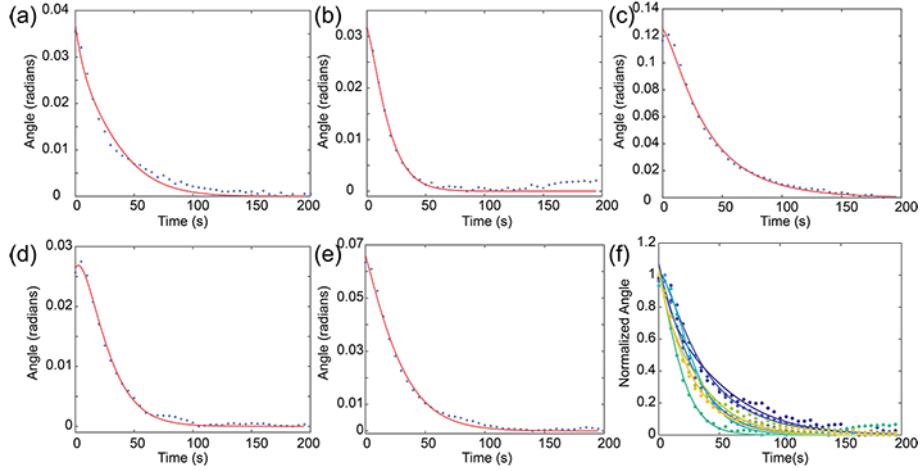 (a)
0.04
0.03
0.02
0.01
0
Angle (radians)
0 50 100 150 200
Time (s)
(b)
0.03
0.02
0.01
0
Angle (radians)
0 50 100 150 200
Time (s)
(c)
0.14
0.12
0.10
0.08
0.06
0.04
0.02
0
Angle (radians)
0 50 100 150 200
Time (s)
(d)
0.03
0.02
0.01
0
Angle (radians)
0 50 100 150 200
Time (s)
(e)
0.07
0.05
0.03
0.01
0
Angle (radians)
0 50 100 150 200
Time (s)
(f)
1.2
1
0.8
0.6
0.4
0.2
0
Normalized Angle
0 50 100 150 200
Time(s)